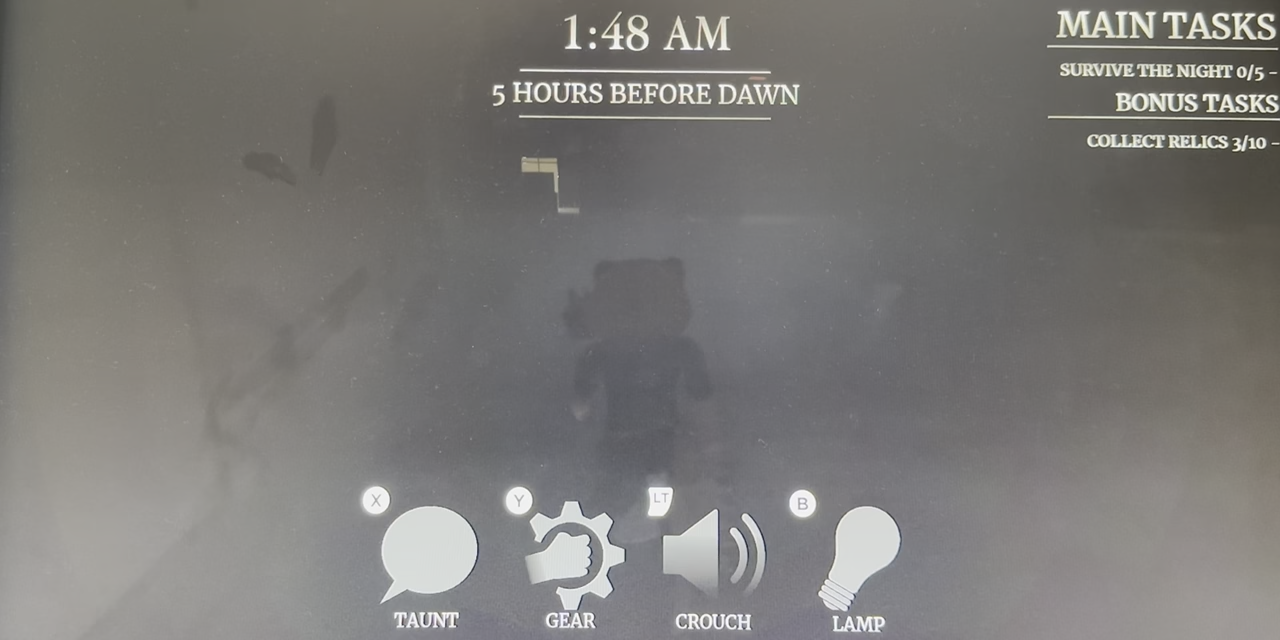 1:48 AM
5 HOURS BEFORE DAWN
MAIN TASKS
SURVIVE THE NIGHT 0/5 -
BONUS TASKS
COLLECT RELICS 3/10 -
X
Y
LT
B
TAUNT
GEAR
CROUCH
LAMP